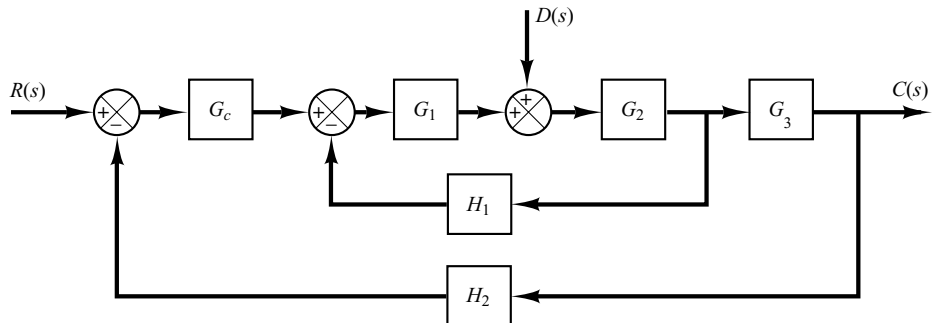 D(s)
R(s)
+
−
G_c
+
−
G_1
+
+
G_2
G_3
C(s)
H_1
H_2